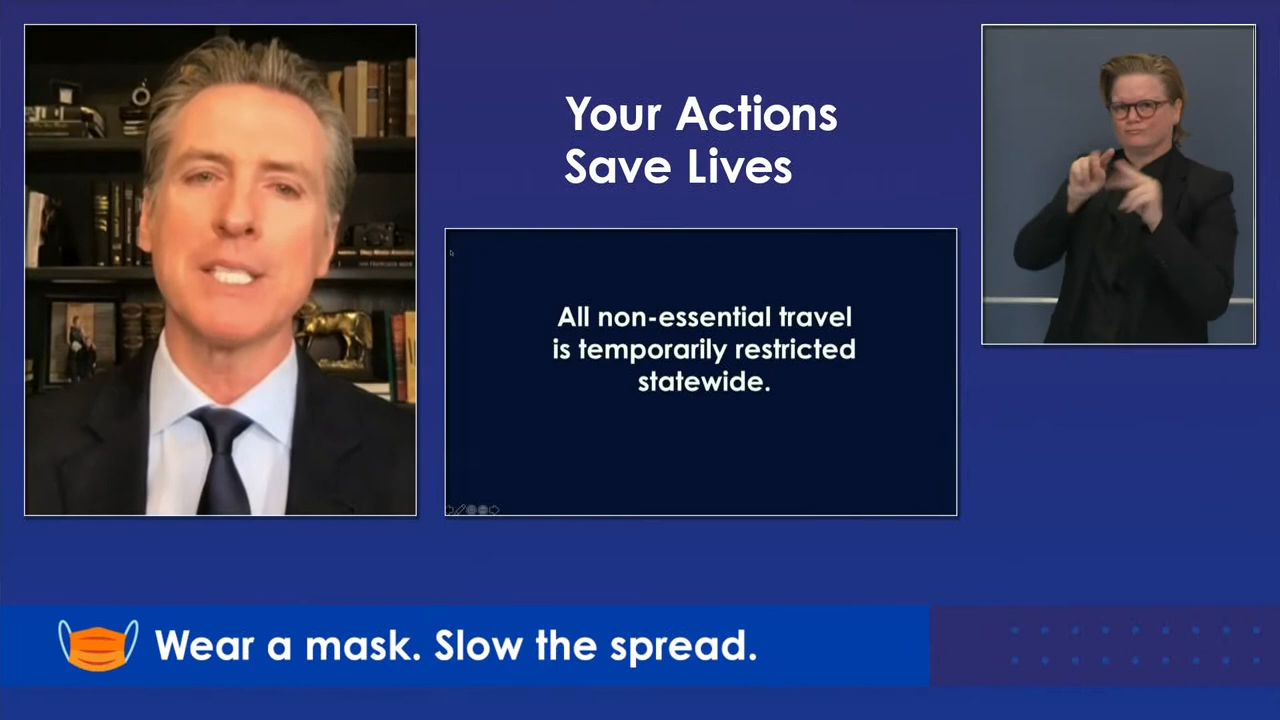 Your Actions
Save Lives
All non-essential travel
is temporarily restricted
statewide.
Wear a mask. Slow the spread.